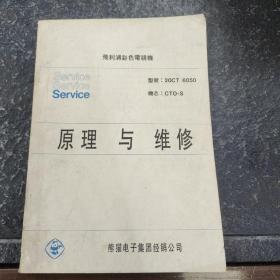 飛利浦彩色電視機
型號：20CT 6050
機芯：CTO-S
Service
Service
Service
原理 与 维修
熊猫电子集团经销公司